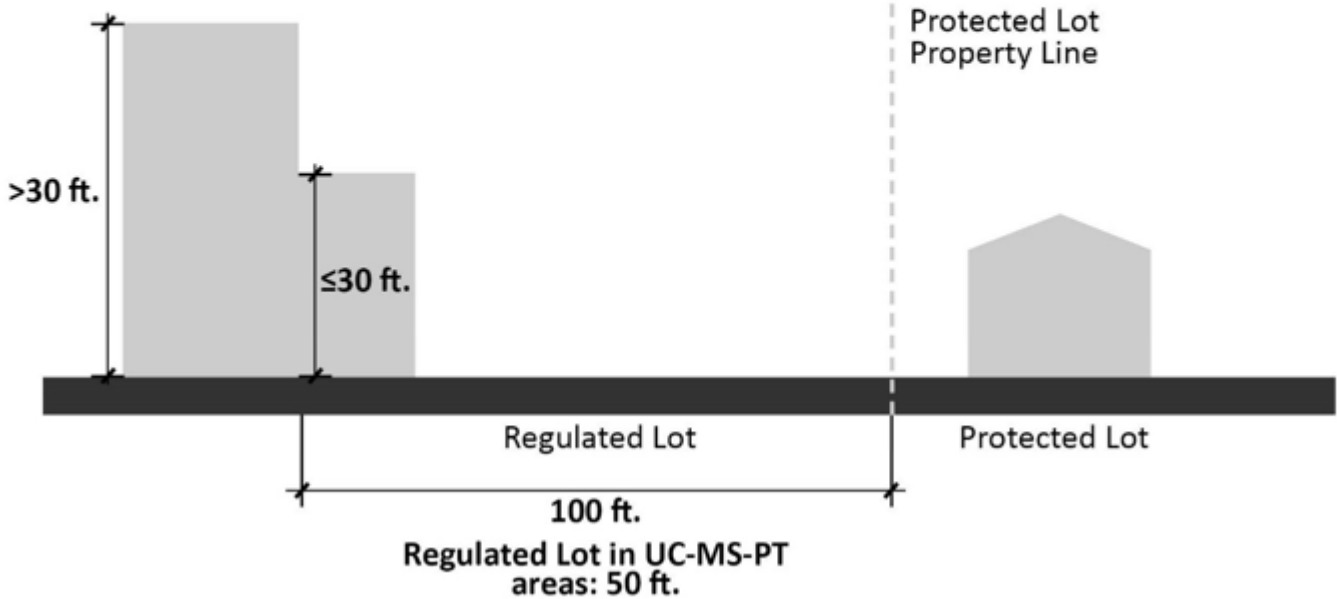 Protected Lot
Property Line
>30 ft.
≤30 ft.
Regulated Lot
Protected Lot
100 ft.
Regulated Lot in UC-MS-PT
areas: 50 ft.